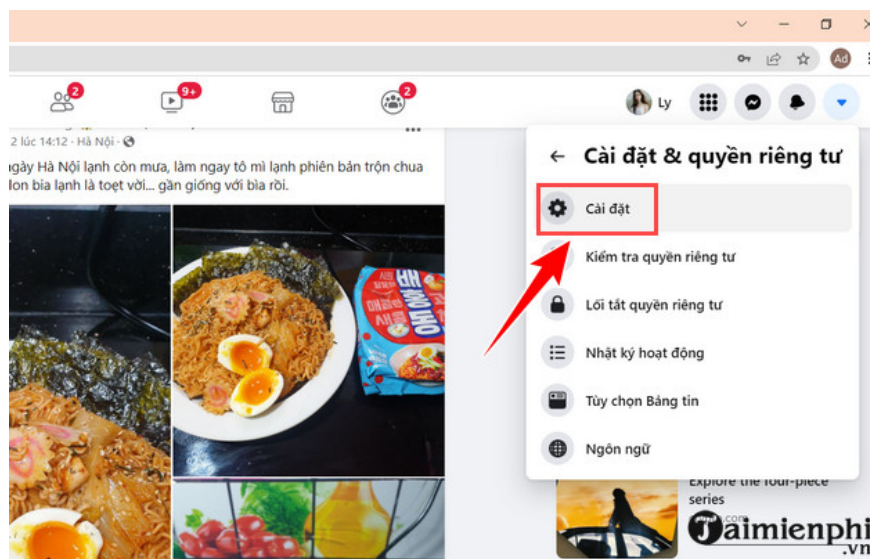 Ad
2
9+
2
Ly
2 lúc 14:12 · Hà Nội ·
ngày Hà Nội lạnh còn mưa, làm ngay tô mì lạnh phiên bản trộn chua
lon bia lạnh là toẹt vời... gần giống với bìa rồi.
Cài đặt & quyền riêng tư
Cài đặt
Kiểm tra quyền riêng tư
Lối tắt quyền riêng tư
Nhật ký hoạt động
Tùy chọn Bảng tin
Ngôn ngữ
Explore the four-piece
series
Taimienphi
.vn